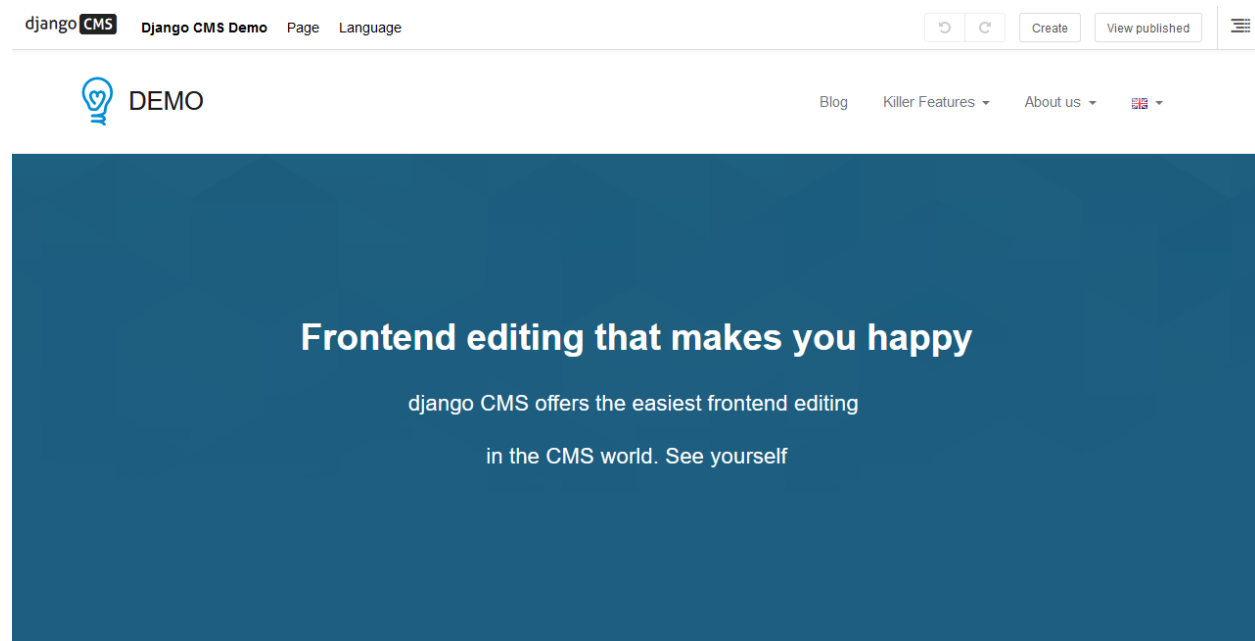 django CMS Django CMS Demo Page Language Create View published
DEMO Blog Killer Features About us
Frontend editing that makes you happy
django CMS offers the easiest frontend editing
in the CMS world. See yourself